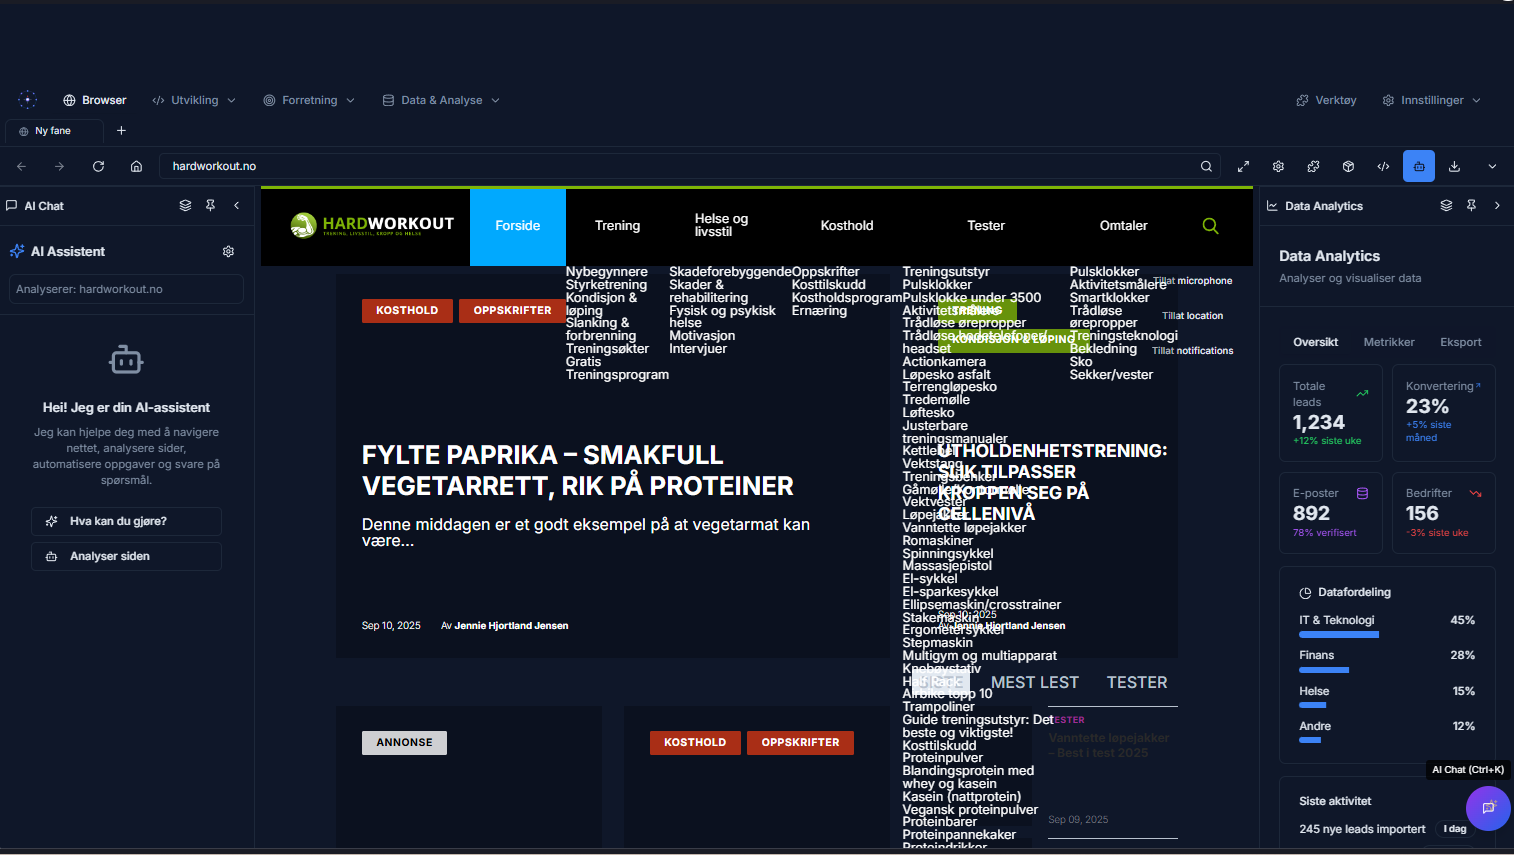 Browser
Utvikling
Forretning
Data & Analyse
Verktøy
Innstillinger
Ny fane
hardworkout.no
AI Chat
AI Assistent
Analyserer: hardworkout.no
Hei! Jeg er din AI-assistent
Jeg kan hjelpe deg med å navigere
nettet, analysere sider,
automatisere oppgaver og svare på
spørsmål.
Hva kan du gjøre?
Analyser siden
HARDWORKOUT
TRENING, LIVSSTIL, KROPP OG HELSE
Forside
Trening
Helse og
livsstil
Kosthold
Tester
Omtaler
Nybegynnere
Styrketrening
Kondisjon &
løping
Slanking &
forbrenning
Treningsøkter
Gratis
Treningsprogram
Skadeforebyggende
Skader &
rehabilitering
Fysisk og psykisk
helse
Motivasjon
Intervjuer
Oppskrifter
Kosttilskudd
Kostholdsprogram
Ernæring
Treningsutstyr
Pulsklokker
Pulsklokke under 3500
Aktivitetsmålere
Trådløse ørepropper
Trådløse hodetelefoner/
headset
Actionkamera
Løpesko asfalt
Terrengløpesko
Tredemølle
Løftesko
Justerbare
treningsmanualer
Kettlebell
Vektstang
Treningsbenker
Vektvester
Løpejakker
Vanntette løpejakker
Romaskiner
Spinningsykkel
Massasjepistol
El-sykkel
El-sparkesykkel
Ellipsemaskin/crosstrainer
Stakemaskin
Ergometersykkel
Stepmaskin
Multigym og multiapparat
Knebøystativ
Half Rack
Airbike topp 10
Trampoliner
Guide treningsutstyr: Det
beste og viktigste!
Kosttilskudd
Proteinpulver
Blandingsprotein med
whey og kasein
Kasein (nattprotein)
Vegansk proteinpulver
Proteinbarer
Proteinpannekaker
Proteindrikker
Pulsklokker
Aktivitetsmålere
Smartklokker
Trådløse
ørepropper
Treningsteknologi
Bekledning
Sko
Sekker/vester
Tillat microphone
Tillat location
Tillat notifications
KOSTHOLD
OPPSKRIFTER
FYLTE PAPRIKA – SMAKFULL
VEGETARRETT, RIK PÅ PROTEINER
Denne middagen er et godt eksempel på at vegetarmat kan
være...
Sep 10, 2025
Av Jennie Hjortland Jensen
TRENING
KONDISJON & LØPING
UTHOLDENHETSTRENING:
SLIK TILPASSER
KROPPEN SEG PÅ
CELLENIVÅ
Sep 10, 2025
Av Jennie Hjortland Jensen
MEST LEST
TESTER
ANNONSE
KOSTHOLD
OPPSKRIFTER
TESTER
Vanntette løpejakker
– Best i test 2025
Sep 09, 2025
Data Analytics
Data Analytics
Analyser og visualiser data
Oversikt
Metrikker
Eksport
Totale
leads
1,234
+12% siste uke
Konvertering
23%
+5% siste
måned
E-poster
892
78% verifisert
Bedrifter
156
-3% siste uke
Datafordeling
IT & Teknologi 45%
Finans 28%
Helse 15%
Andre 12%
AI Chat (Ctrl+K)
Siste aktivitet
245 nye leads importert
I dag